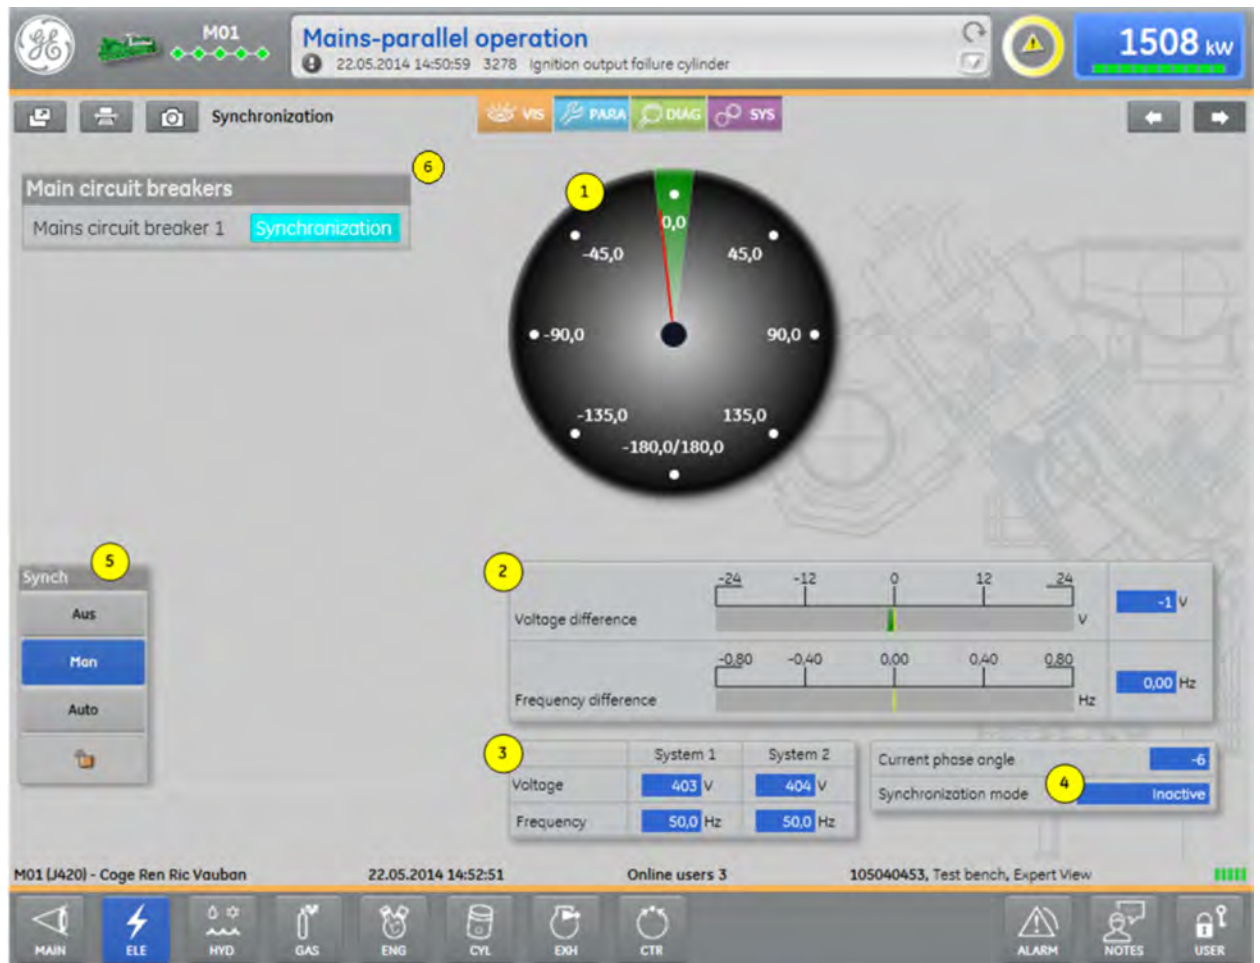 M01
Mains-parallel operation
22.05.2014 14:50:59 3278 Ignition output failure cylinder
1508 kW
Synchronization
VIS PARA DIAG SYS
6
Main circuit breakers
Mains circuit breaker 1 Synchronization
1
0,0
-45,0 45,0
-90,0 90,0
-135,0 135,0
-180,0/180,0
5
Synch
Aus
Man
Auto
2
-24 -12 0 12 24
Voltage difference V -1 V
-0,80 -0,40 0,00 0,40 0,80
Frequency difference Hz 0,00 Hz
3
System 1 System 2
Voltage 403 V 404 V
Frequency 50,0 Hz 50,0 Hz
Current phase angle -6
4
Synchronization mode Inactive
M01 (J420) - Coge Ren Ric Vauban 22.05.2014 14:52:51 Online users 3 105040453, Test bench, Expert View
MAIN ELE HYD GAS ENG CYL EXH CTR ALARM NOTES USER